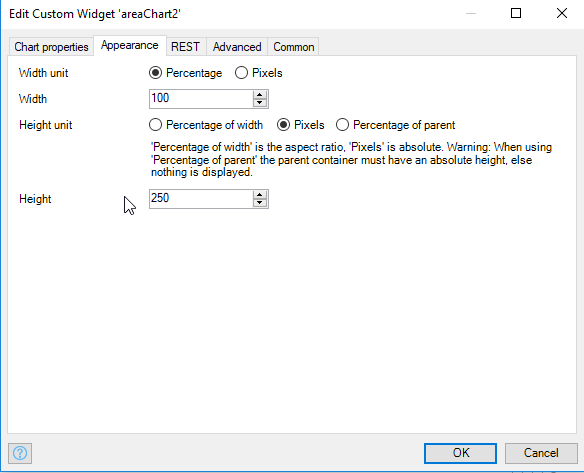 Edit Custom Widget 'areaChart2'
Chart properties Appearance REST Advanced Common
Width unit Percentage Pixels
Width 100
Height unit Percentage of width Pixels Percentage of parent
'Percentage of width' is the aspect ratio, 'Pixels' is absolute. Warning: When using
'Percentage of parent' the parent container must have an absolute height, else
nothing is displayed.
Height 250
? OK Cancel